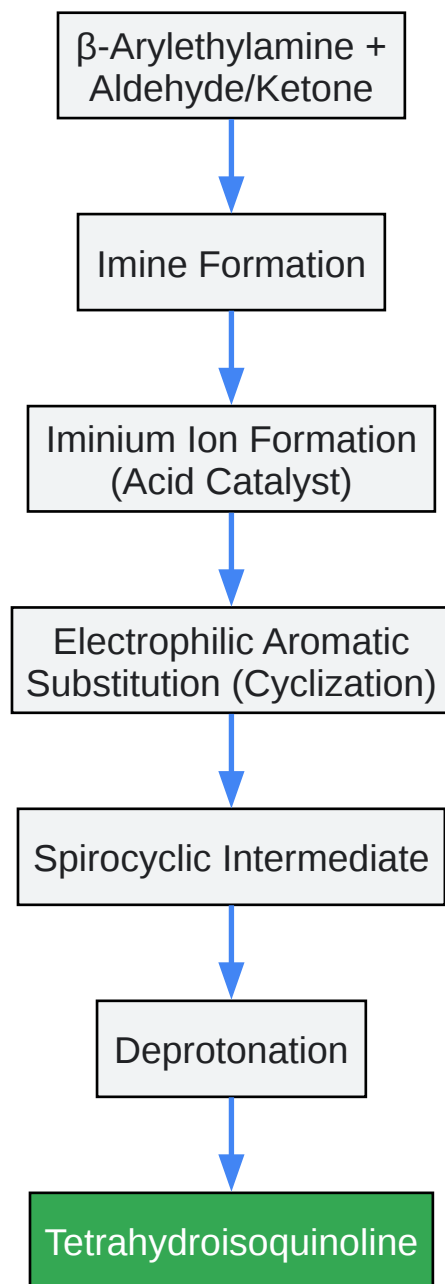 β-Arylethylamine +
Aldehyde/Ketone
Imine Formation
Iminium Ion Formation
(Acid Catalyst)
Electrophilic Aromatic
Substitution (Cyclization)
Spirocyclic Intermediate
Deprotonation
Tetrahydroisoquinoline